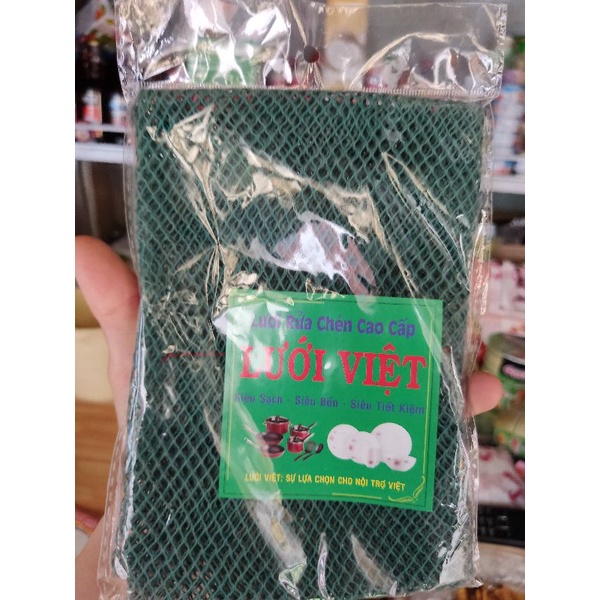 Lưới Rửa Chén Cao Cấp
LƯỚI VIỆT
Siêu Sạch - Siêu Bền - Siêu Tiết Kiệm
LƯỚI VIỆT: SỰ LỰA CHỌN CHO NỘI TRỢ VIỆT